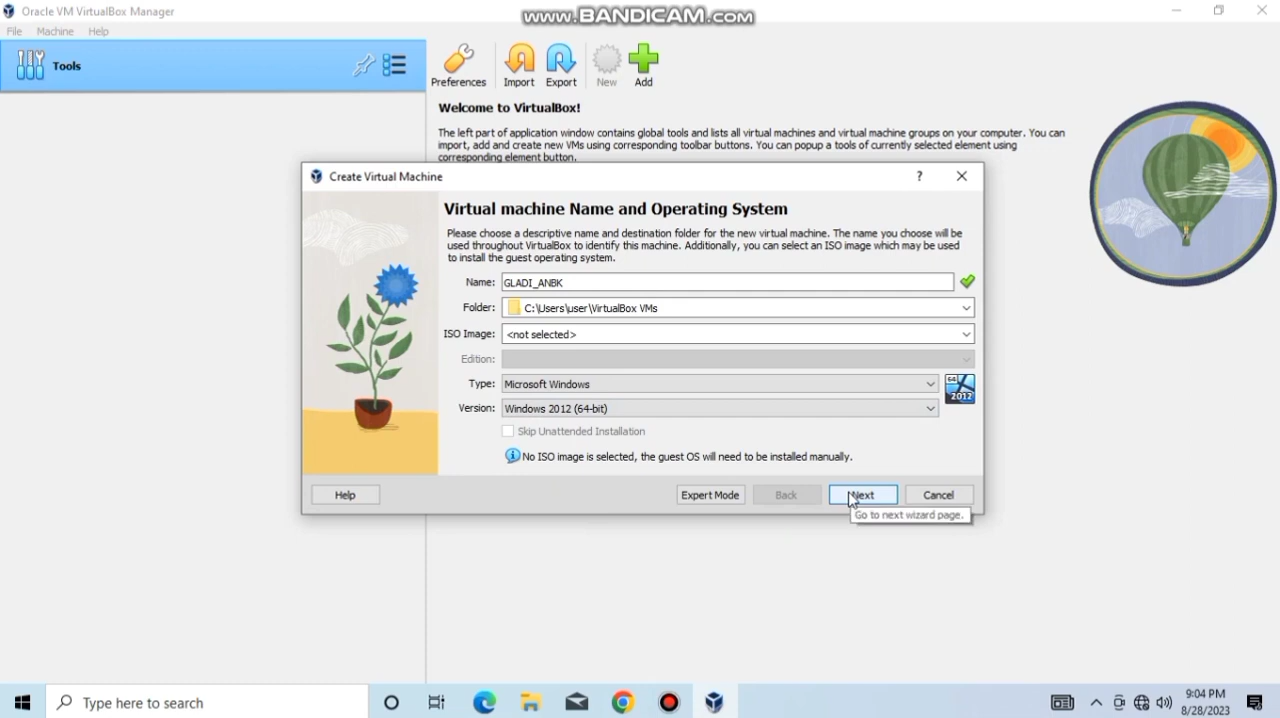 Oracle VM VirtualBox Manager
www.BANDICAM.com
File Machine Help
Tools
Preferences Import Export New Add
Welcome to VirtualBox!
The left part of application window contains global tools and lists all virtual machines and virtual machine groups on your computer. You can
import, add and create new VMs using corresponding toolbar buttons. You can popup a tools of currently selected element using
corresponding element button.
Create Virtual Machine ?
Virtual machine Name and Operating System
Please choose a descriptive name and destination folder for the new virtual machine. The name you choose will be
used throughout VirtualBox to identify this machine. Additionally, you can select an ISO image which may be used
to install the guest operating system.
Name: GLADI_ANBK
Folder: C:\Users\user\VirtualBox VMs
ISO Image: <not selected>
Edition:
Type: Microsoft Windows
64
2012
Version: Windows 2012 (64-bit)
Skip Unattended Installation
No ISO image is selected, the guest OS will need to be installed manually.
Help Expert Mode Back Next Cancel
Go to next wizard page.
Type here to search
9:04 PM
8/28/2023